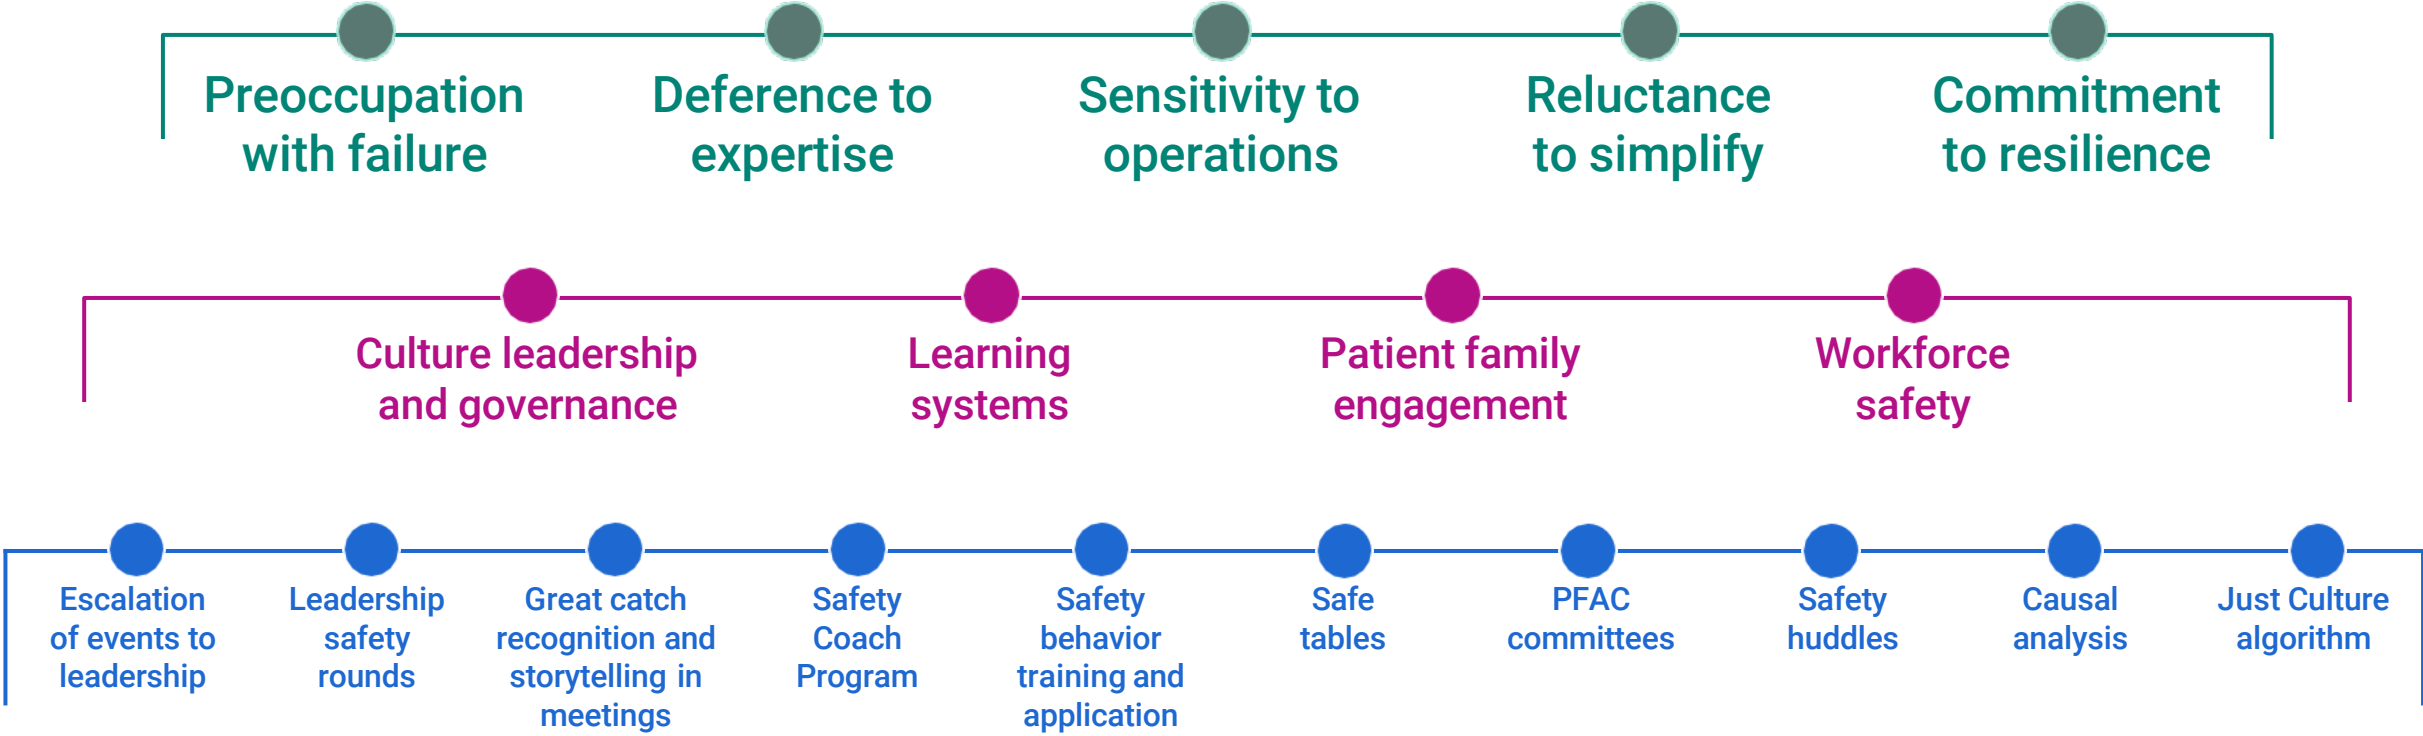 Preoccupation
with failure
Deference to
expertise
Sensitivity to
operations
Reluctance
to simplify
Commitment
to resilience
Culture leadership
and governance
Learning
systems
Patient family
engagement
Workforce
safety
Escalation
of events to
leadership
Leadership
safety
rounds
Great catch
recognition and
storytelling in
meetings
Safety
Coach
Program
Safety
behavior
training and
application
Safe
tables
PFAC
committees
Safety
huddles
Causal
analysis
Just Culture
algorithm